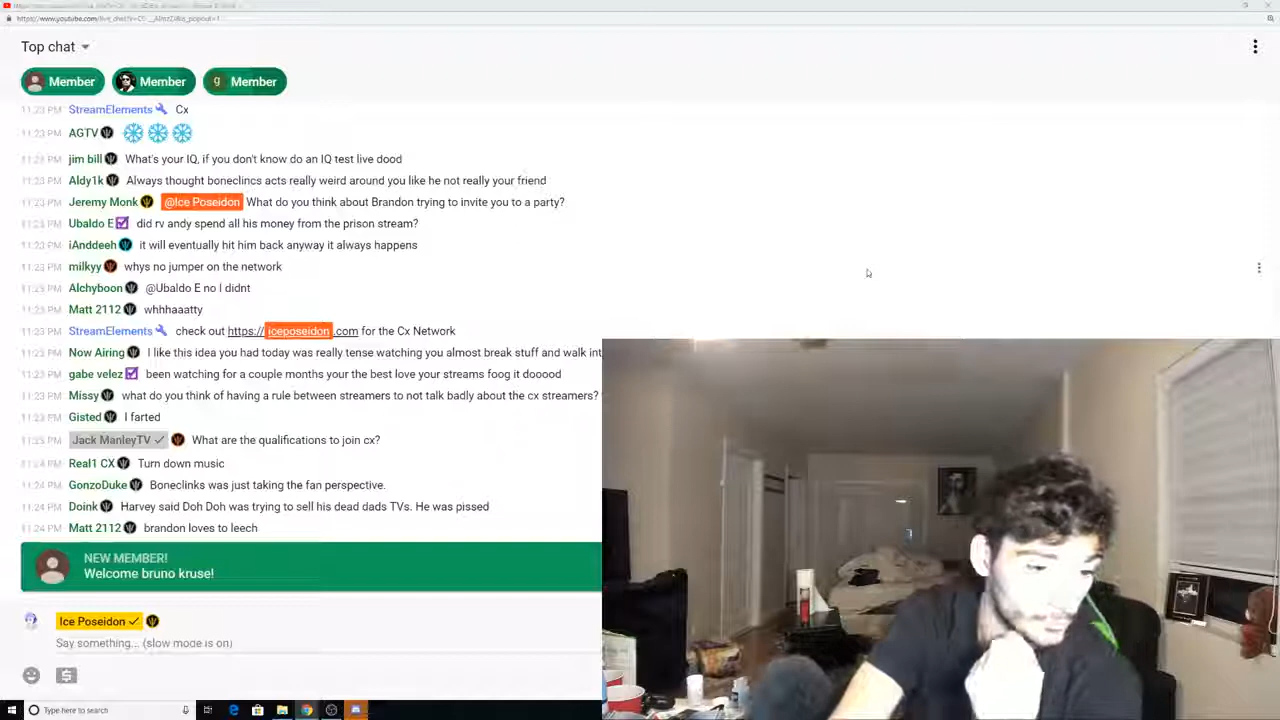 Top chat
Member Member g Member
11:23 PM StreamElements Cx
11:23 PM AGTV
11:23 PM jim bill What's your IQ, if you don't know do an IQ test live dood
11:23 PM Aldy1k Always thought boneclincs acts really weird around you like he not really your friend
11:23 PM Jeremy Monk @Ice Poseidon What do you think about Brandon trying to invite you to a party?
11:23 PM Ubaldo E did rv andy spend all his money from the prison stream?
11:23 PM iAnddeeh it will eventually hit him back anyway it always happens
11:23 PM milkyy whys no jumper on the network
11:23 PM Alchyboon @Ubaldo E no I didnt
11:23 PM Matt 2112 whhhaaatty
11:23 PM StreamElements check out https://iceposeidon.com for the Cx Network
11:23 PM Now Airing I like this idea you had today was really tense watching you almost break stuff and walk int
11:23 PM gabe velez been watching for a couple months your the best love your streams foog it dooood
11:23 PM Missy what do you think of having a rule between streamers to not talk badly about the cx streamers?
11:23 PM Gisted I farted
11:23 PM Jack ManleyTV What are the qualifications to join cx?
11:24 PM Real1 CX Turn down music
11:24 PM GonzoDuke Boneclinks was just taking the fan perspective.
11:24 PM Doink Harvey said Doh Doh was trying to sell his dead dads TVs. He was pissed
11:24 PM Matt 2112 brandon loves to leech
NEW MEMBER!
Welcome bruno kruse!
Ice Poseidon
Say something... (slow mode is on)
Type here to search